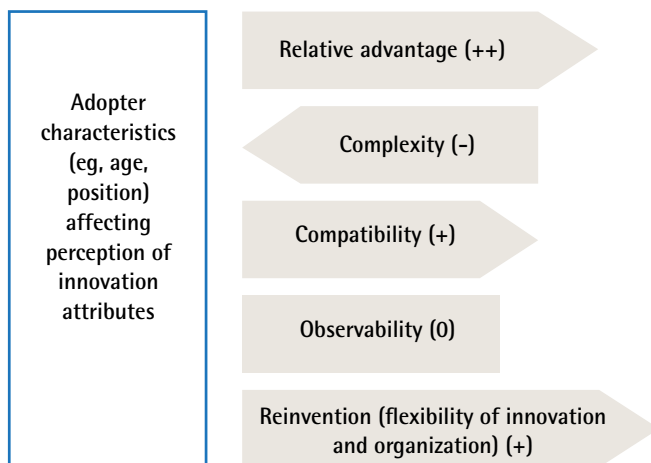 Adopter
characteristics
(eg, age,
position)
affecting
perception of
innovation
attributes
Relative advantage (++)
Complexity (-)
Compatibility (+)
Observability (0)
Reinvention (flexibility of innovation
and organization) (+)